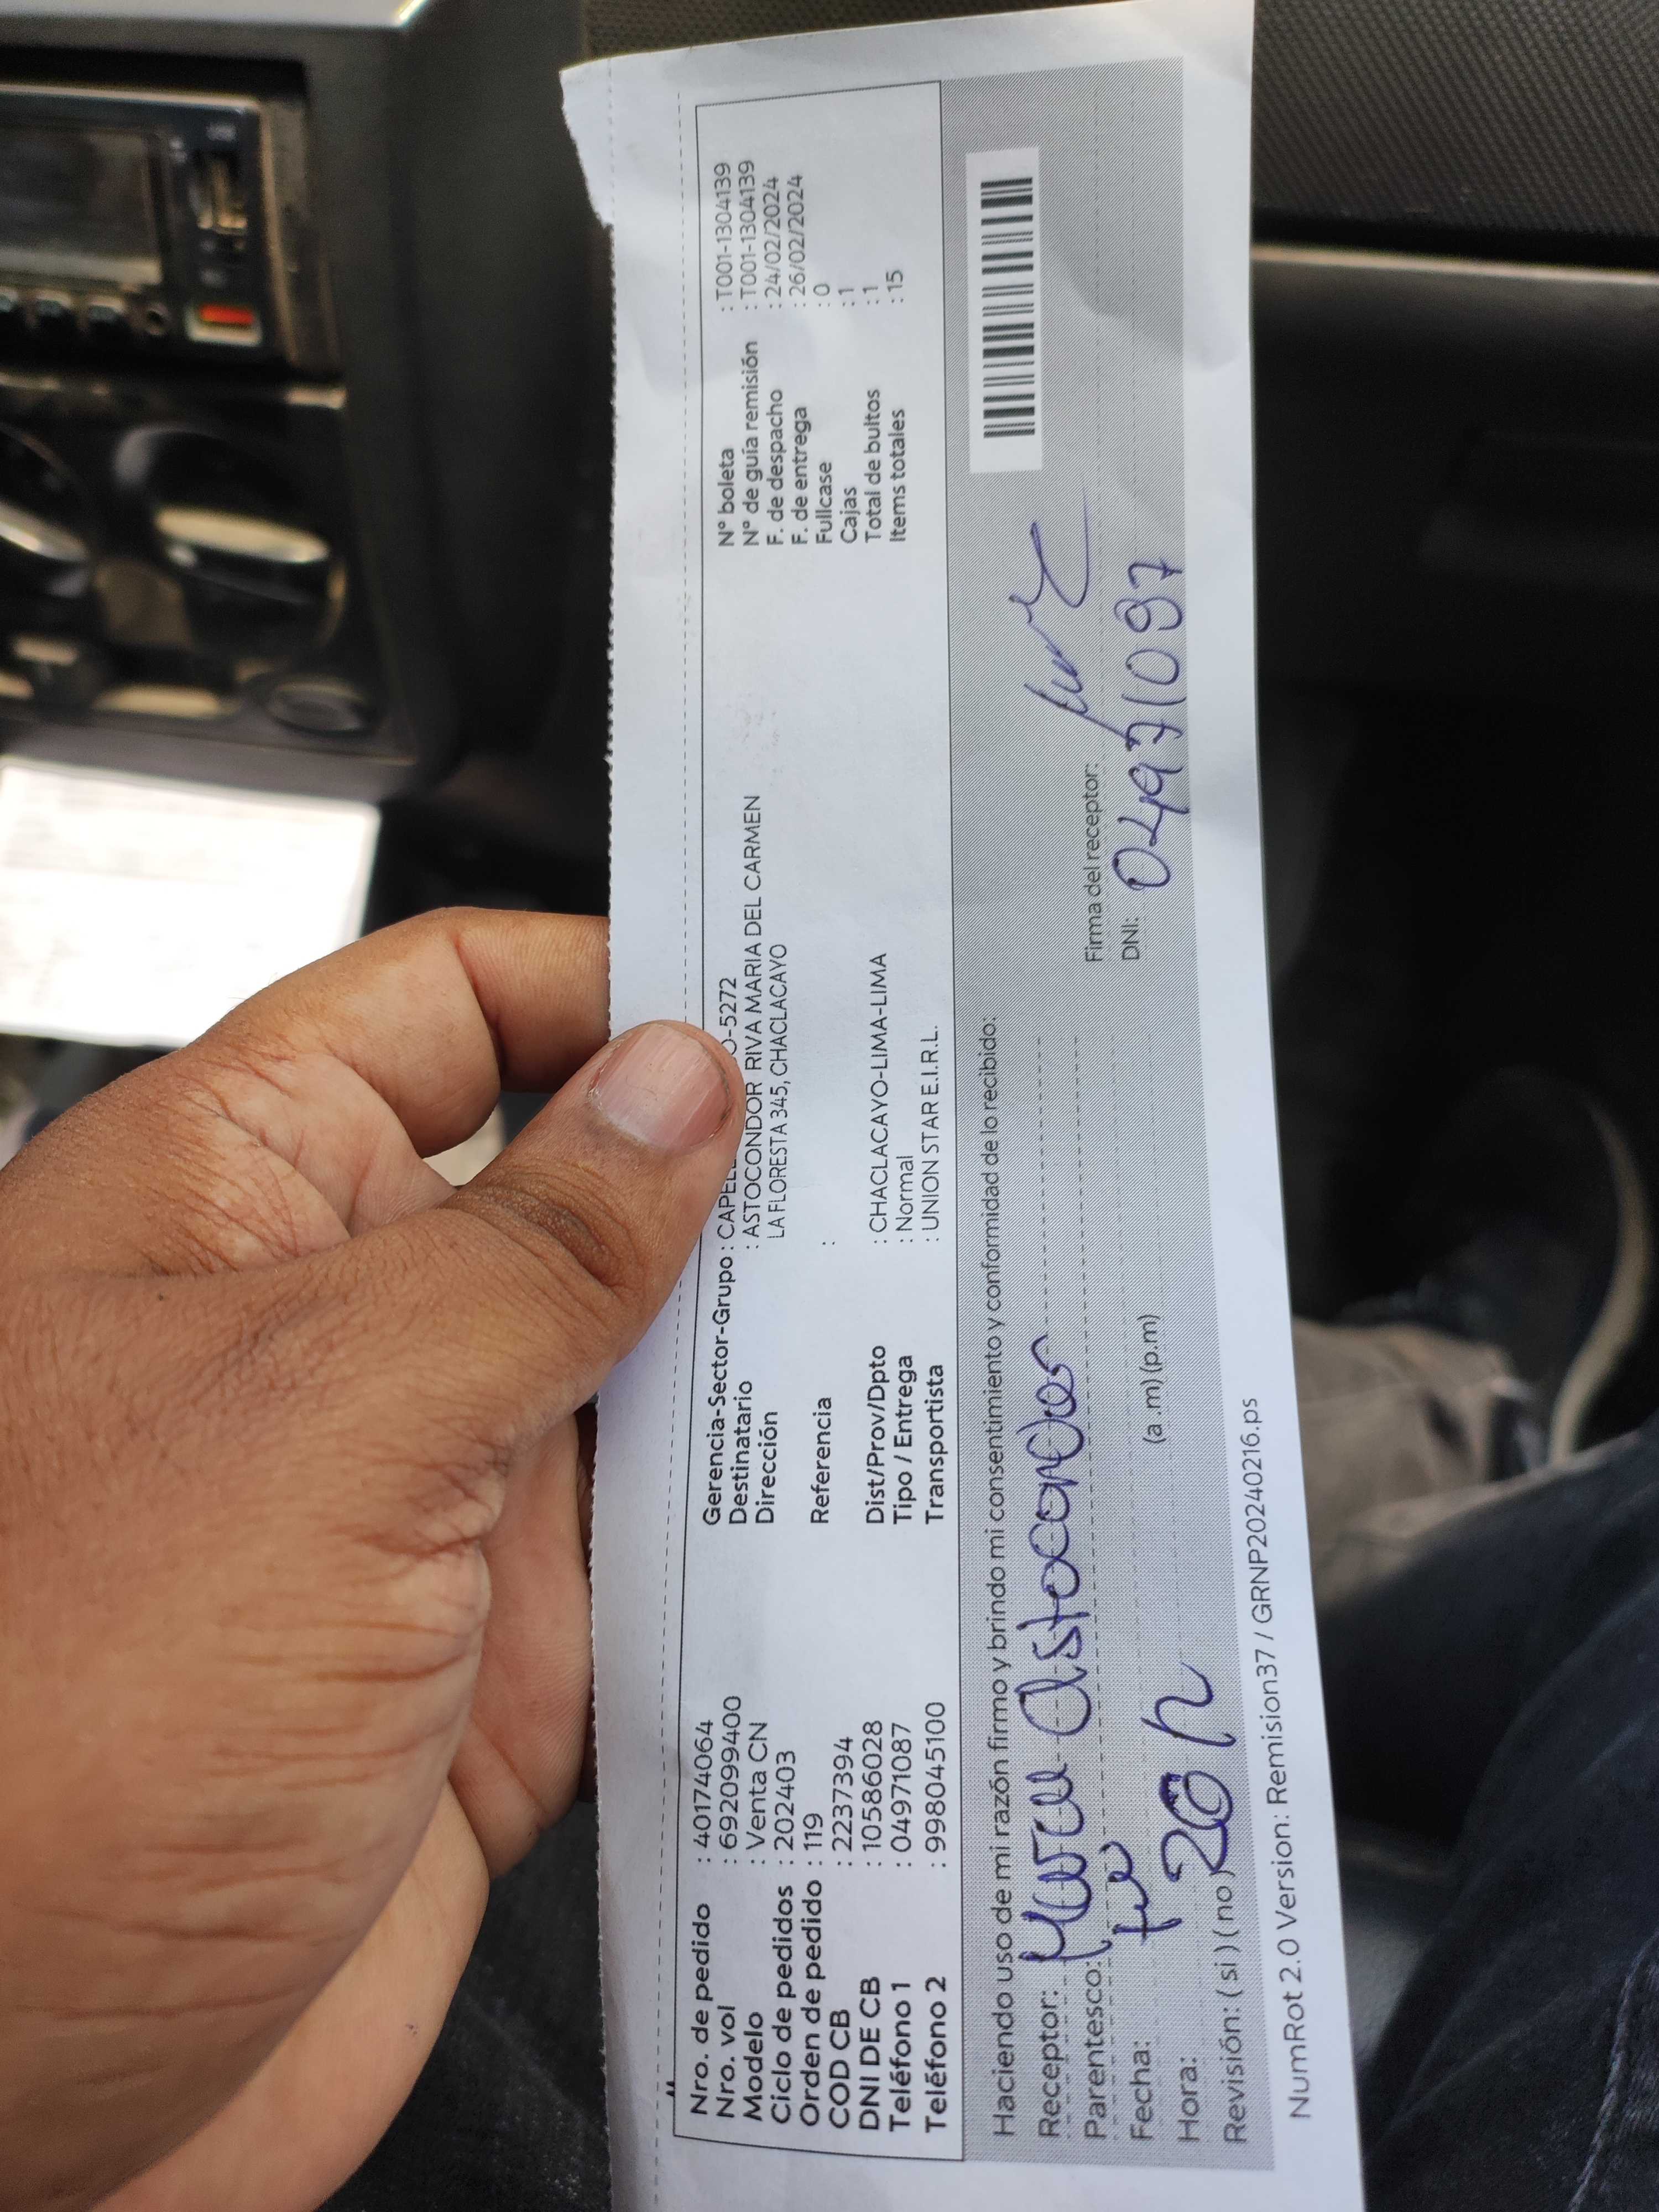 Nro. de pedido : 40174064
Nro. vol : 692099400
Modelo : Venta CN
Ciclo de pedidos : 202403
Orden de pedido : 119
COD CB : 2237394
DNI DE CB : 10586028
Teléfono 1 : 04971087
Teléfono 2 : 998045100
Gerencia-Sector-Grupo : CAPEL O-5272
Destinatario : ASTOCONDOR RIVA MARIA DEL CARMEN
Dirección LA FLORESTA 345, CHACLACAYO
Referencia :
Dist/Prov/Dpto : CHACLACAYO-LIMA-LIMA
Tipo / Entrega : Normal
Transportista : UNION STAR E.I.R.L.
N° boleta : T001-1304139
N° de guía remisión : T001-1304139
F. de despacho : 24/02/2024
F. de entrega : 26/02/2024
Fullcase : 0
Cajas : 1
Total de bultos : 1
Items totales : 15
Haciendo uso de mi razón firmo y brindo mi consentimiento y conformidad de lo recibido:
Receptor: Astocondor
Parentesco:
Fecha:
Hora: (a .m) (p.m)
Revisión: ( si ) ( no ) 20
Firma del receptor:
DNI: 04971087
NumRot 2.0 Version: Remision37 / GRNP20240216.ps